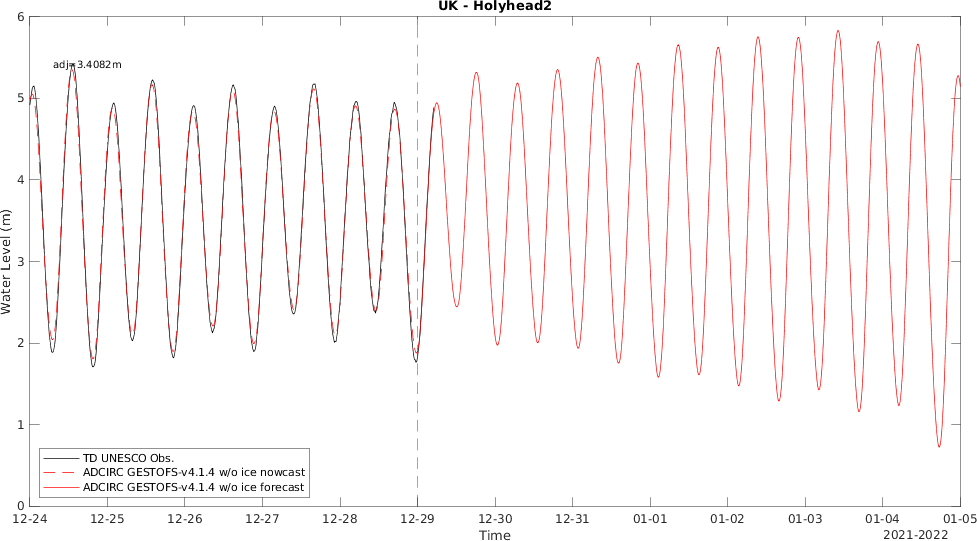 UK - Holyhead2
6
adj=3.4082m
5
4
3
2
1
0
Water Level (m)
TD UNESCO Obs.
ADCIRC GESTOFS-v4.1.4 w/o ice nowcast
ADCIRC GESTOFS-v4.1.4 w/o ice forecast
12-24 12-25 12-26 12-27 12-28 12-29 12-30 12-31 01-01 01-02 01-03 01-04 01-05
2021-2022
Time